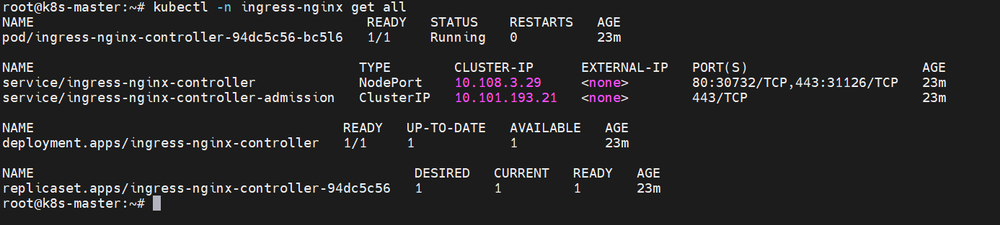 root@k8s-master:~# kubectl -n ingress-nginx get all
NAME READY STATUS RESTARTS AGE
pod/ingress-nginx-controller-94dc5c56-bc5l6 1/1 Running 0 23m
NAME TYPE CLUSTER-IP EXTERNAL-IP PORT(S) AGE
service/ingress-nginx-controller NodePort 10.108.3.29 <none> 80:30732/TCP,443:31126/TCP 23m
service/ingress-nginx-controller-admission ClusterIP 10.101.193.21 <none> 443/TCP 23m
NAME READY UP-TO-DATE AVAILABLE AGE
deployment.apps/ingress-nginx-controller 1/1 1 1 23m
NAME DESIRED CURRENT READY AGE
replicaset.apps/ingress-nginx-controller-94dc5c56 1 1 1 23m
root@k8s-master:~#